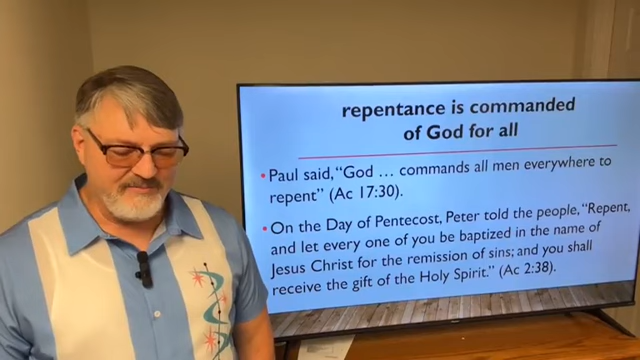 repentance is commanded
of God for all
• Paul said, “God … commands all men everywhere to
repent” (Ac 17:30).
• On the Day of Pentecost, Peter told the people, “Repent,
and let every one of you be baptized in the name of
Jesus Christ for the remission of sins; and you shall
receive the gift of the Holy Spirit.” (Ac 2:38).